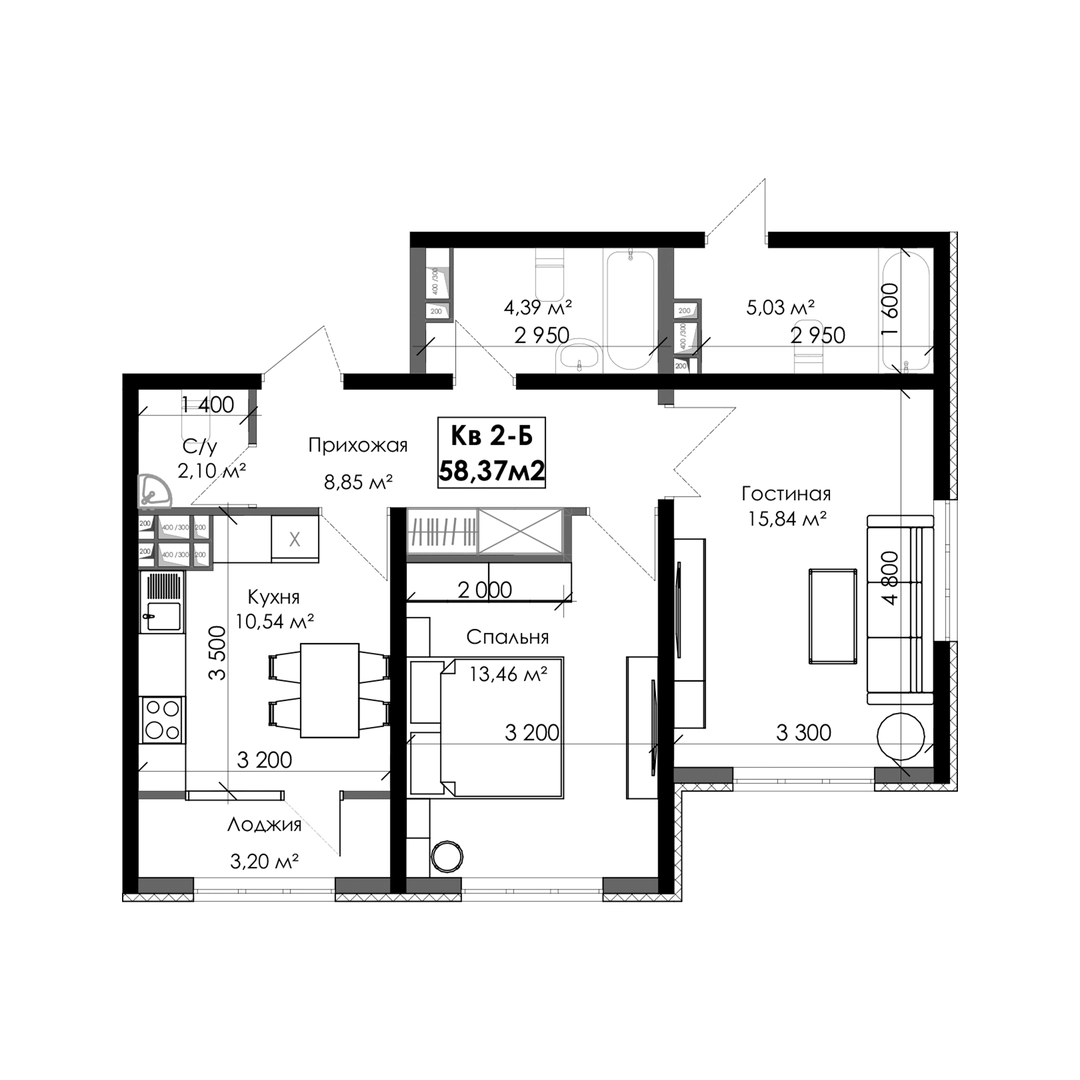 400 /300
200
4,39 м²
2 950
200
400/300
200
5,03 м²
2 950
1 600
1 400
С/у
2,10 м²
Прихожая
8,85 м²
Кв 2-Б
58,37м2
Гостиная
15,84 м²
200
400 /300
200
200
400 /300
200
X
Кухня
10,54 м²
3 500
2 000
Спальня
13,46 м²
4 800
3 200
3 200
3 300
Лоджия
3,20 м²